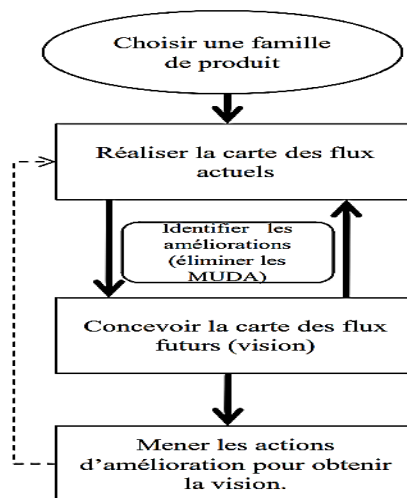 Choisir une famille
de produit
Réaliser la carte des flux
actuels
Identifier les
améliorations
(éliminer les
MUDA)
Concevoir la carte des flux
futurs (vision)
Mener les actions
d’amélioration pour obtenir
la vision.